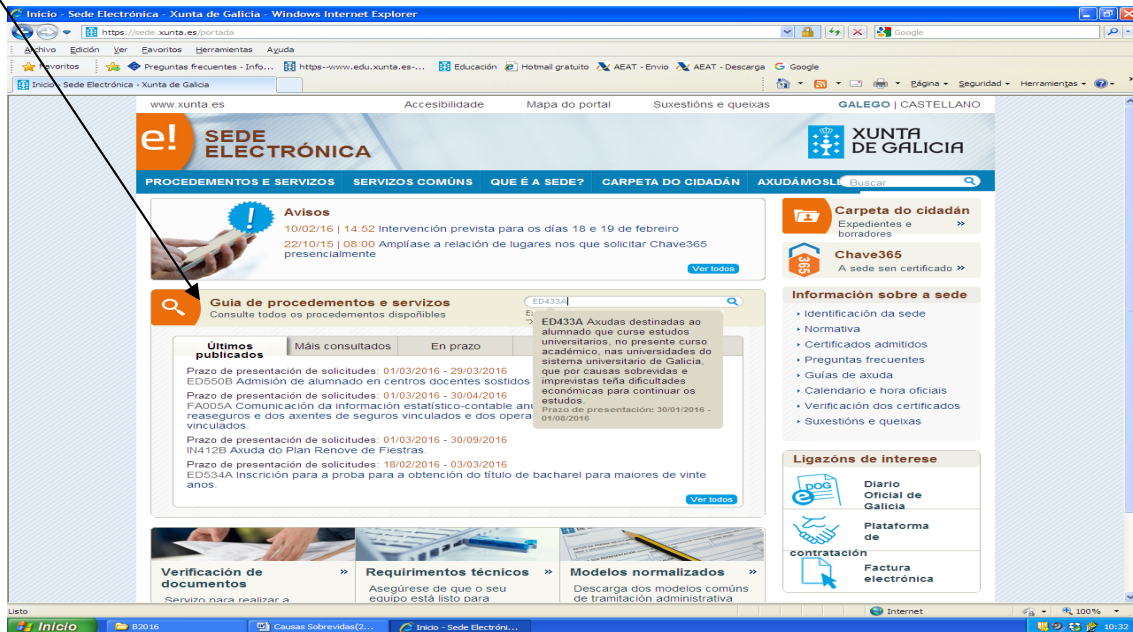 Inicio - Sede Electrónica - Xunta de Galicia - Windows Internet Explorer
https://sede.xunta.es/portada
Google
Archivo Edición Ver Favoritos Herramientas Ayuda
Favoritos Preguntas frecuentes - Info... https--www.edu.xunta.es-... Educación Hotmail gratuito AEAT - Envio AEAT - Descarga Google
Inicio - Sede Electrónica - Xunta de Galicia
Página Seguridad Herramientas
www.xunta.es Accesibilidade Mapa do portal Suxestións e queixas GALEGO | CASTELLANO
e! SEDE
ELECTRÓNICA
XUNTA
DE GALICIA
PROCEDEMENTOS E SERVIZOS SERVIZOS COMÚNS QUE É A SEDE? CARPETA DO CIDADÁN AXUDÁMOSL Buscar
Avisos
10/02/16 | 14:52 Intervención prevista para os días 18 e 19 de febreiro
22/10/15 | 08:00 Amplíase a relación de lugares nos que solicitar Chave365
presencialmente
Ver todos
Carpeta do cidadán
Expedientes e »
borradores
365
Chave365
A sede sen certificado »
Guia de procedementos e servizos
Consulte todos os procedementos dispoñibles
ED433A
ED433A Axudas destinadas ao
alumnado que curse estudos
universitarios, no presente curso
académico, nas universidades do
sistema universitario de Galicia,
que por causas sobrevidas e
imprevistas teña dificultades
económicas para continuar os
estudos.
Prazo de presentación: 30/01/2016 -
01/08/2016
Últimos
publicados
Máis consultados
En prazo
Prazo de presentación de solicitudes: 01/03/2016 - 29/03/2016
ED550B Admisión de alumnado en centros docentes sostidos
Prazo de presentación de solicitudes: 01/03/2016 - 30/04/2016
FA005A Comunicación da información estatístico-contable anu
reaseguros e dos axentes de seguros vinculados e dos opera
vinculados.
Prazo de presentación de solicitudes: 01/03/2016 - 30/09/2016
IN412B Axuda do Plan Renove de Fiestras.
Prazo de presentación de solicitudes: 18/02/2016 - 03/03/2016
ED534A Inscrición para a proba para a obtención do título de bacharel para maiores de vinte
anos.
Ver todos
Información sobre a sede
Identificación da sede
Normativa
Certificados admitidos
Preguntas frecuentes
Guías de axuda
Calendario e hora oficiais
Verificación dos certificados
Suxestións e queixas
Ligazóns de interese
DOG
Diario
Oficial de
Galicia
Plataforma
de
contratación
Factura
electrónica
Verificación de »
documentos
Servizo para realizar a
Requirimentos técnicos »
Asegúrese de que o seu
equipo está listo para
Modelos normalizados »
Descarga dos modelos comúns
de tramitación administrativa
Listo Internet 100%
Inicio B2016 Causas Sobrevidas(2... Inicio - Sede Electróni... 10:32